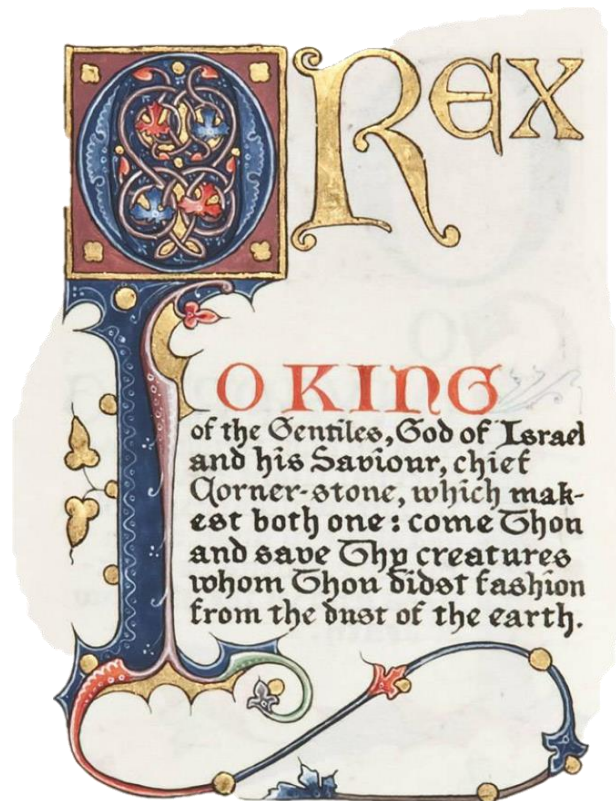 O REX
O KING
of the Gentiles, God of Israel
and his Saviour, chief
Corner-stone, which mak-
est both one: come Thou
and save Thy creatures
whom Thou didst fashion
from the dust of the earth.